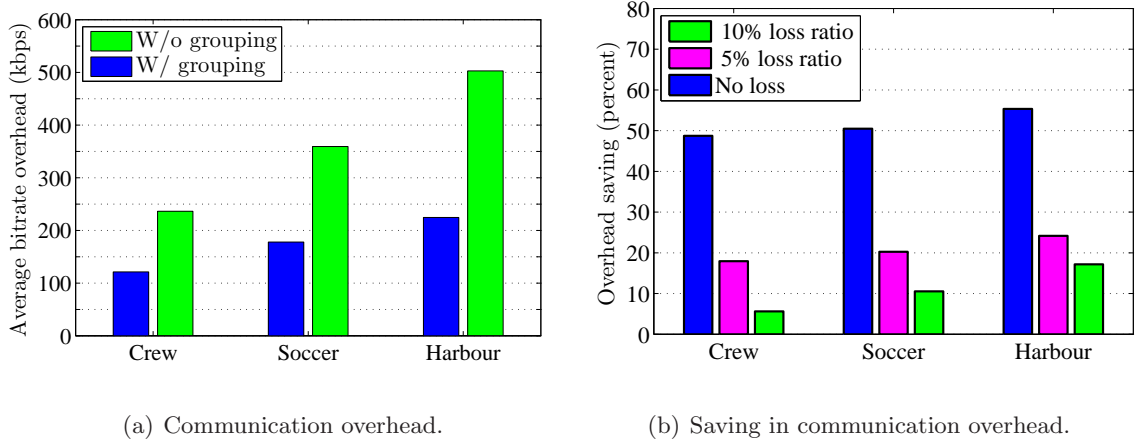 Average bitrate overhead (kbps)
600
500
400
300
200
100
0
W/o grouping
W/ grouping
Crew Soccer Harbour
(a) Communication overhead.
Overhead saving (percent)
80
70
60
50
40
30
20
10
0
10% loss ratio
5% loss ratio
No loss
Crew Soccer Harbour
(b) Saving in communication overhead.